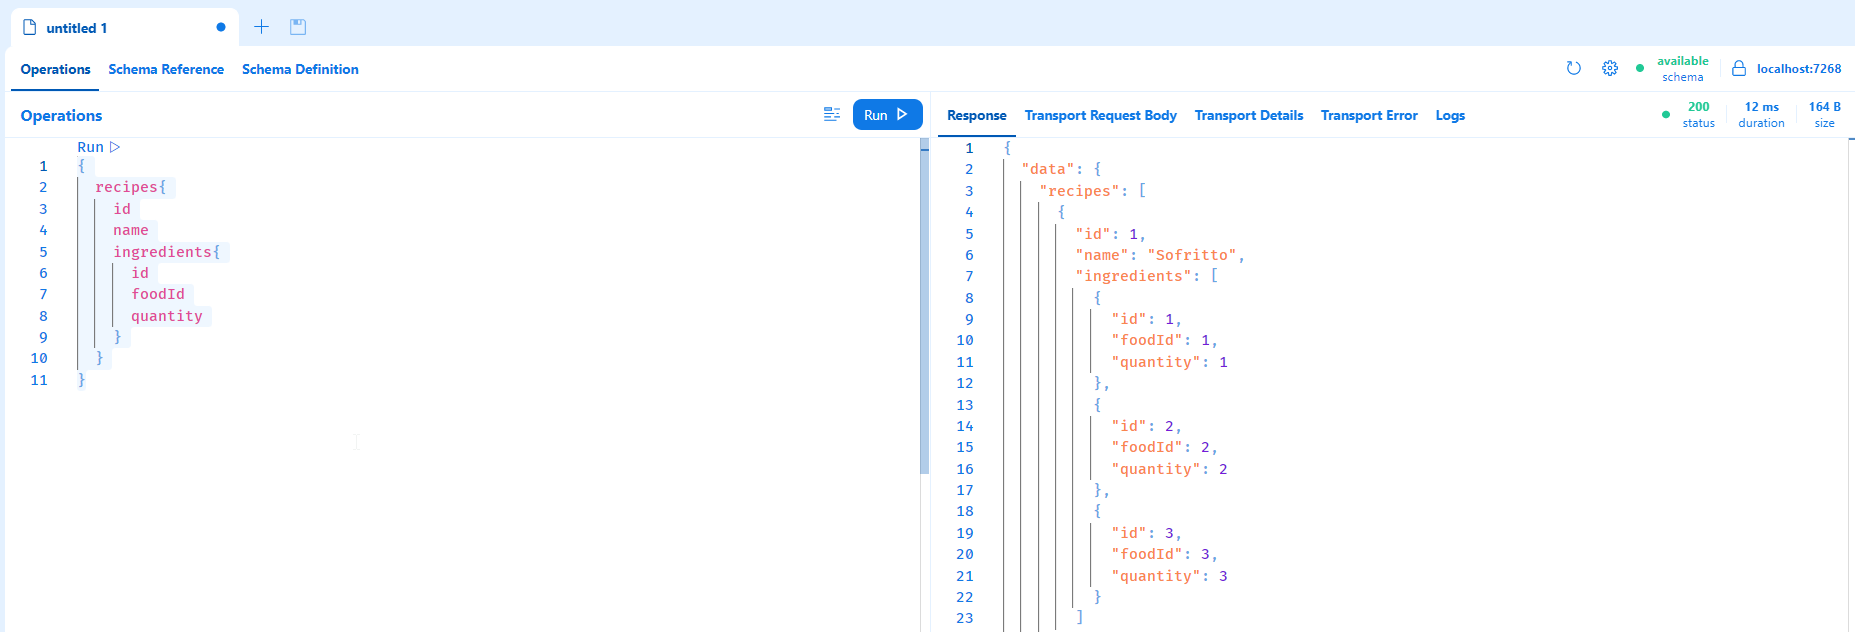 untitled 1
Operations Schema Reference Schema Definition
available
schema
localhost:7268
Operations
Run
Response Transport Request Body Transport Details Transport Error Logs
200
status
12 ms
duration
164 B
size
Run
1 {
2 recipes{
3 id
4 name
5 ingredients{
6 id
7 foodId
8 quantity
9 }
10 }
11 }
1 {
2 "data": {
3 "recipes": [
4 {
5 "id": 1,
6 "name": "Sofritto",
7 "ingredients": [
8 {
9 "id": 1,
10 "foodId": 1,
11 "quantity": 1
12 },
13 {
14 "id": 2,
15 "foodId": 2,
16 "quantity": 2
17 },
18 {
19 "id": 3,
20 "foodId": 3,
21 "quantity": 3
22 }
23 ]